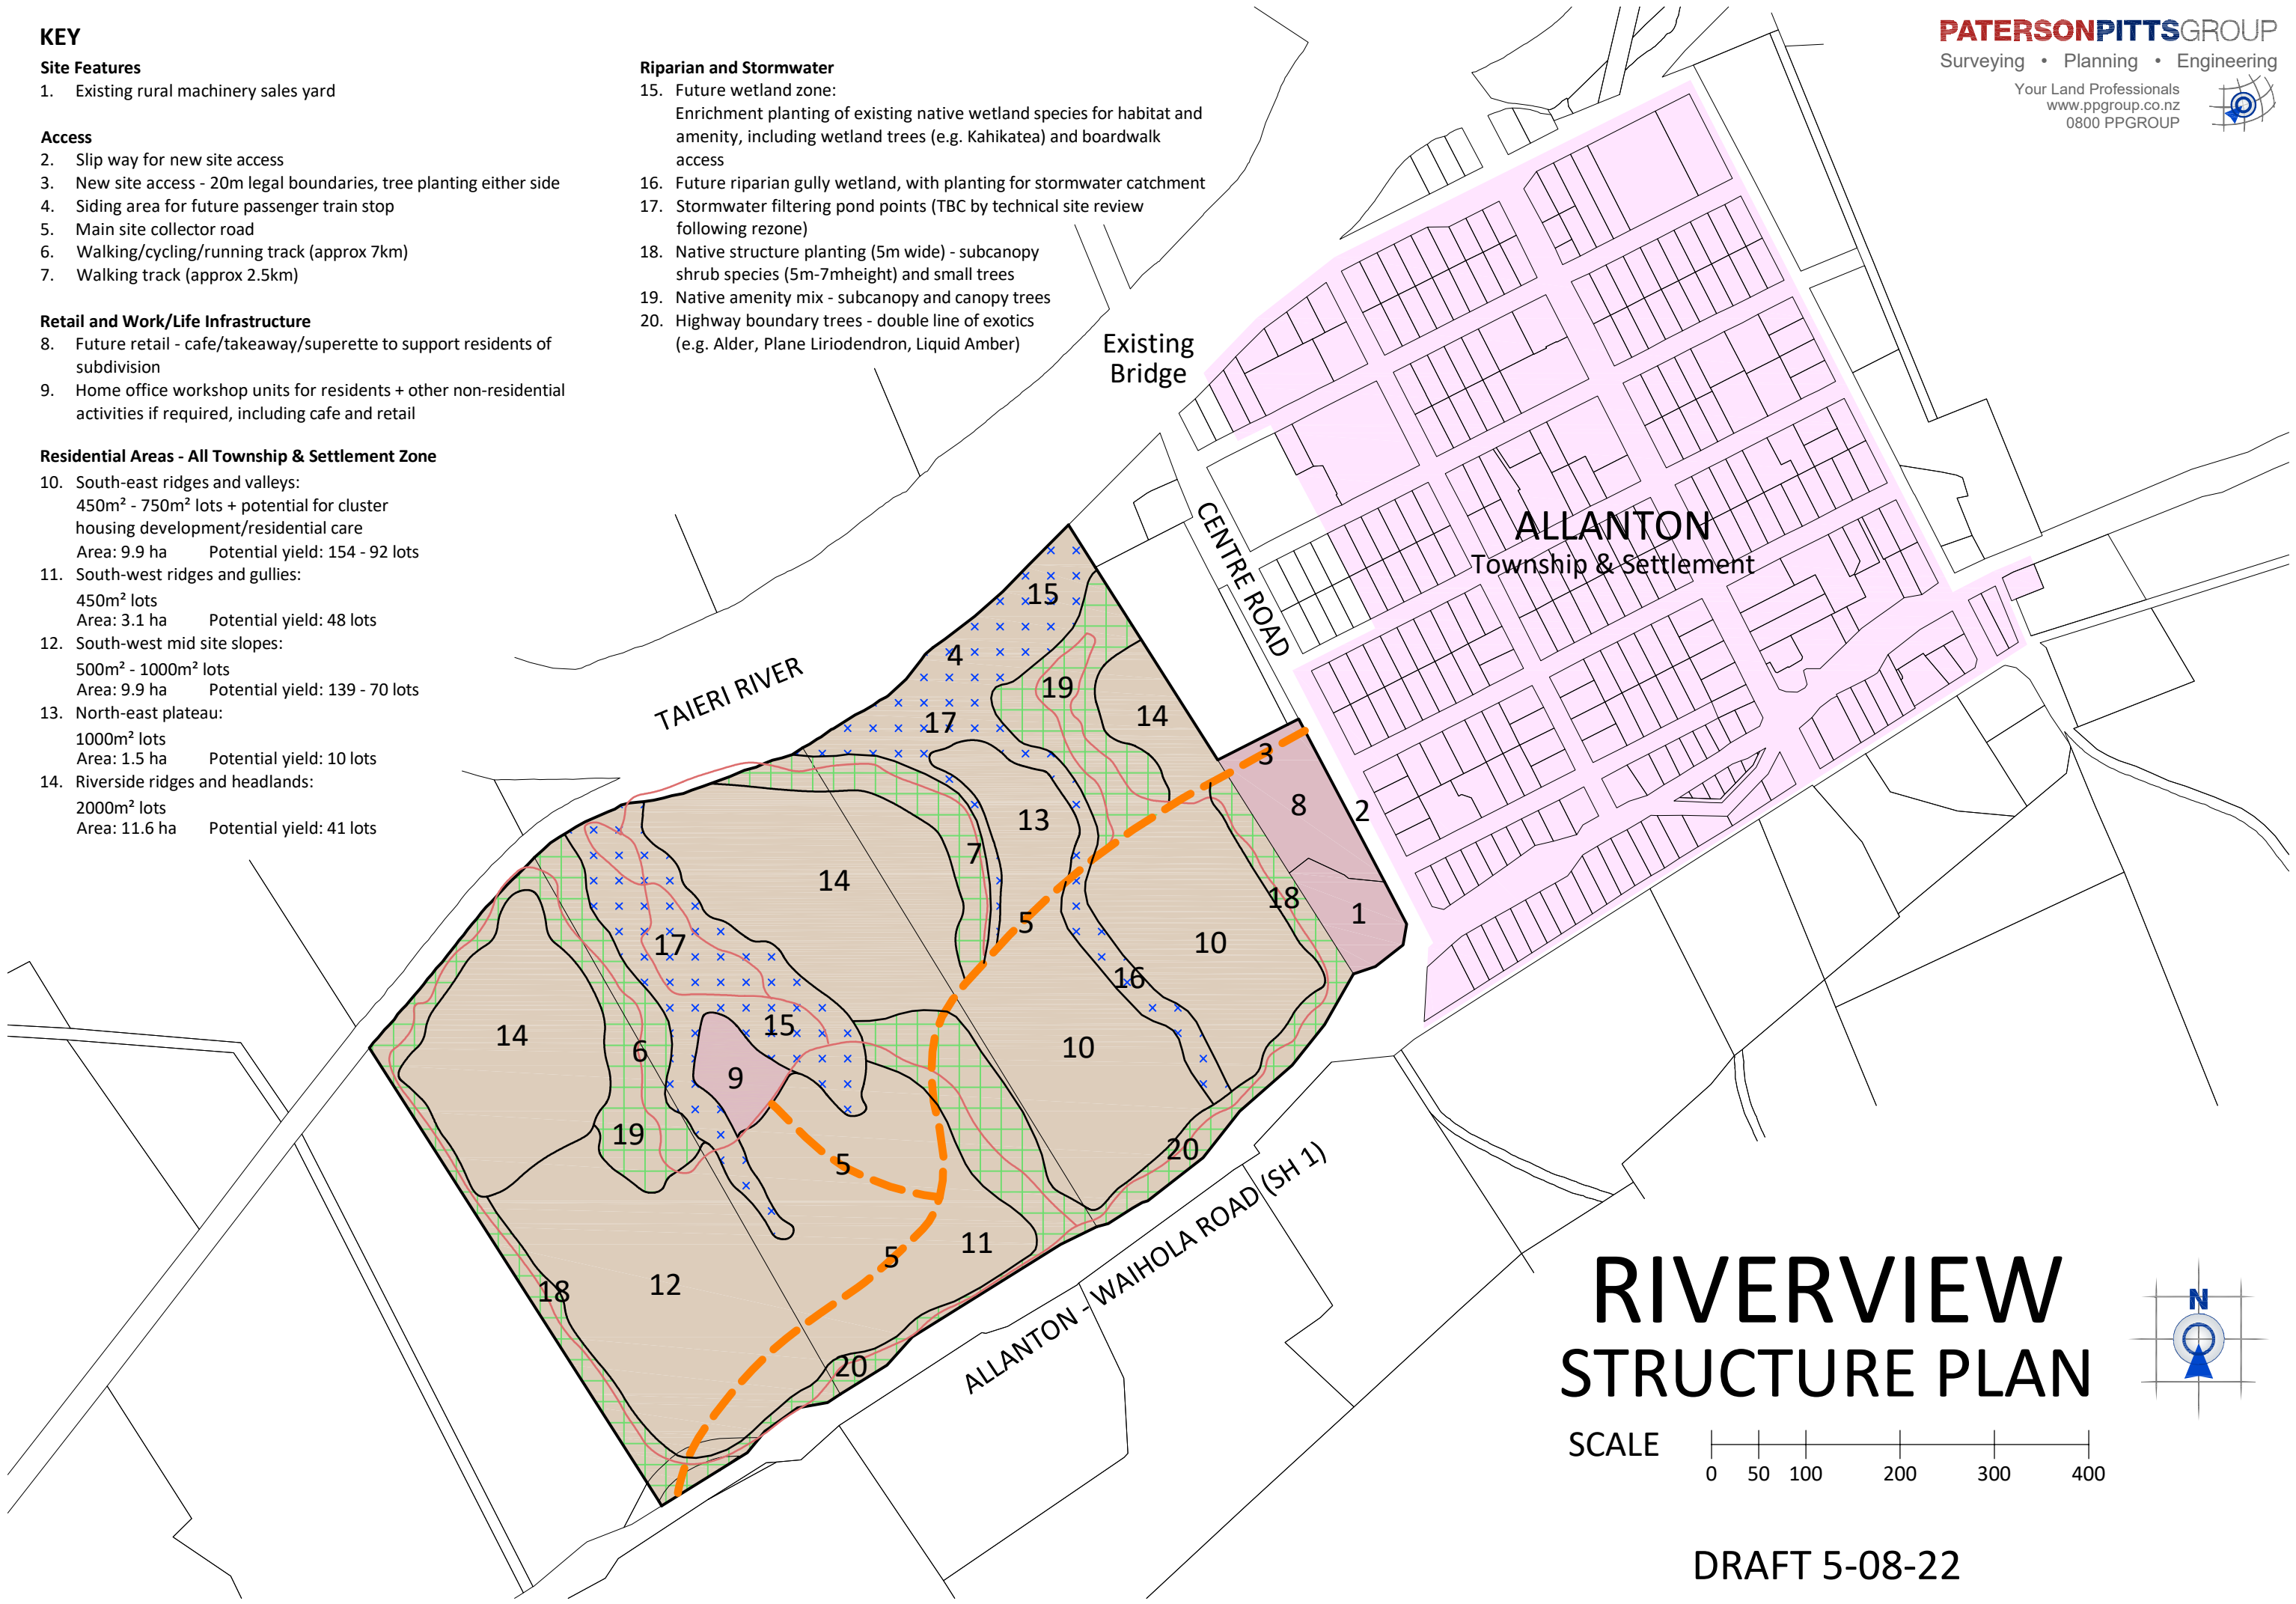 KEY
Site Features
1. Existing rural machinery sales yard
Access
2. Slip way for new site access
3. New site access - 20m legal boundaries, tree planting either side
4. Siding area for future passenger train stop
5. Main site collector road
6. Walking/cycling/running track (approx 7km)
7. Walking track (approx 2.5km)
Retail and Work/Life Infrastructure
8. Future retail - cafe/takeaway/superette to support residents of
subdivision
9. Home office workshop units for residents + other non-residential
activities if required, including cafe and retail
Residential Areas - All Township & Settlement Zone
10. South-east ridges and valleys:
450m² - 750m² lots + potential for cluster
housing development/residential care
Area: 9.9 ha Potential yield: 154 - 92 lots
11. South-west ridges and gullies:
450m² lots
Area: 3.1 ha Potential yield: 48 lots
12. South-west mid site slopes:
500m² - 1000m² lots
Area: 9.9 ha Potential yield: 139 - 70 lots
13. North-east plateau:
1000m² lots
Area: 1.5 ha Potential yield: 10 lots
14. Riverside ridges and headlands:
2000m² lots
Area: 11.6 ha Potential yield: 41 lots
Riparian and Stormwater
15. Future wetland zone:
Enrichment planting of existing native wetland species for habitat and
amenity, including wetland trees (e.g. Kahikatea) and boardwalk
access
16. Future riparian gully wetland, with planting for stormwater catchment
17. Stormwater filtering pond points (TBC by technical site review
following rezone)
18. Native structure planting (5m wide) - subcanopy
shrub species (5m-7mheight) and small trees
19. Native amenity mix - subcanopy and canopy trees
20. Highway boundary trees - double line of exotics
(e.g. Alder, Plane Liriodendron, Liquid Amber)
PATERSONPITTSGROUP
Surveying • Planning • Engineering
Your Land Professionals
www.ppgroup.co.nz
0800 PPGROUP
Existing
Bridge
CENTRE ROAD
ALLANTON
Township & Settlement
TAIERI RIVER
15
4
19
17
14
3
8
2
13
7
14
18
1
5
10
17
16
15
14
6
10
9
19
20
5
11
5
12
18
20
ALLANTON - WAIHOLA ROAD (SH 1)
RIVERVIEW
STRUCTURE PLAN
N
SCALE
0 50 100 200 300 400
DRAFT 5-08-22